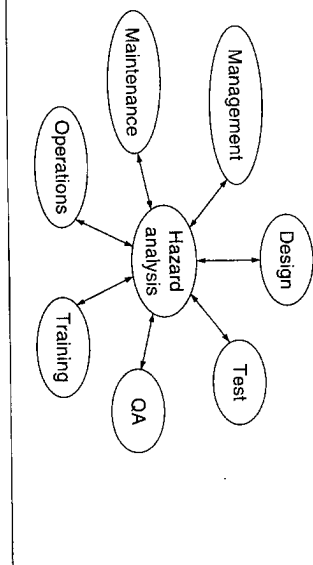 Design
Management
Test
Hazard
analysis
Maintenance
QA
Operations
Training